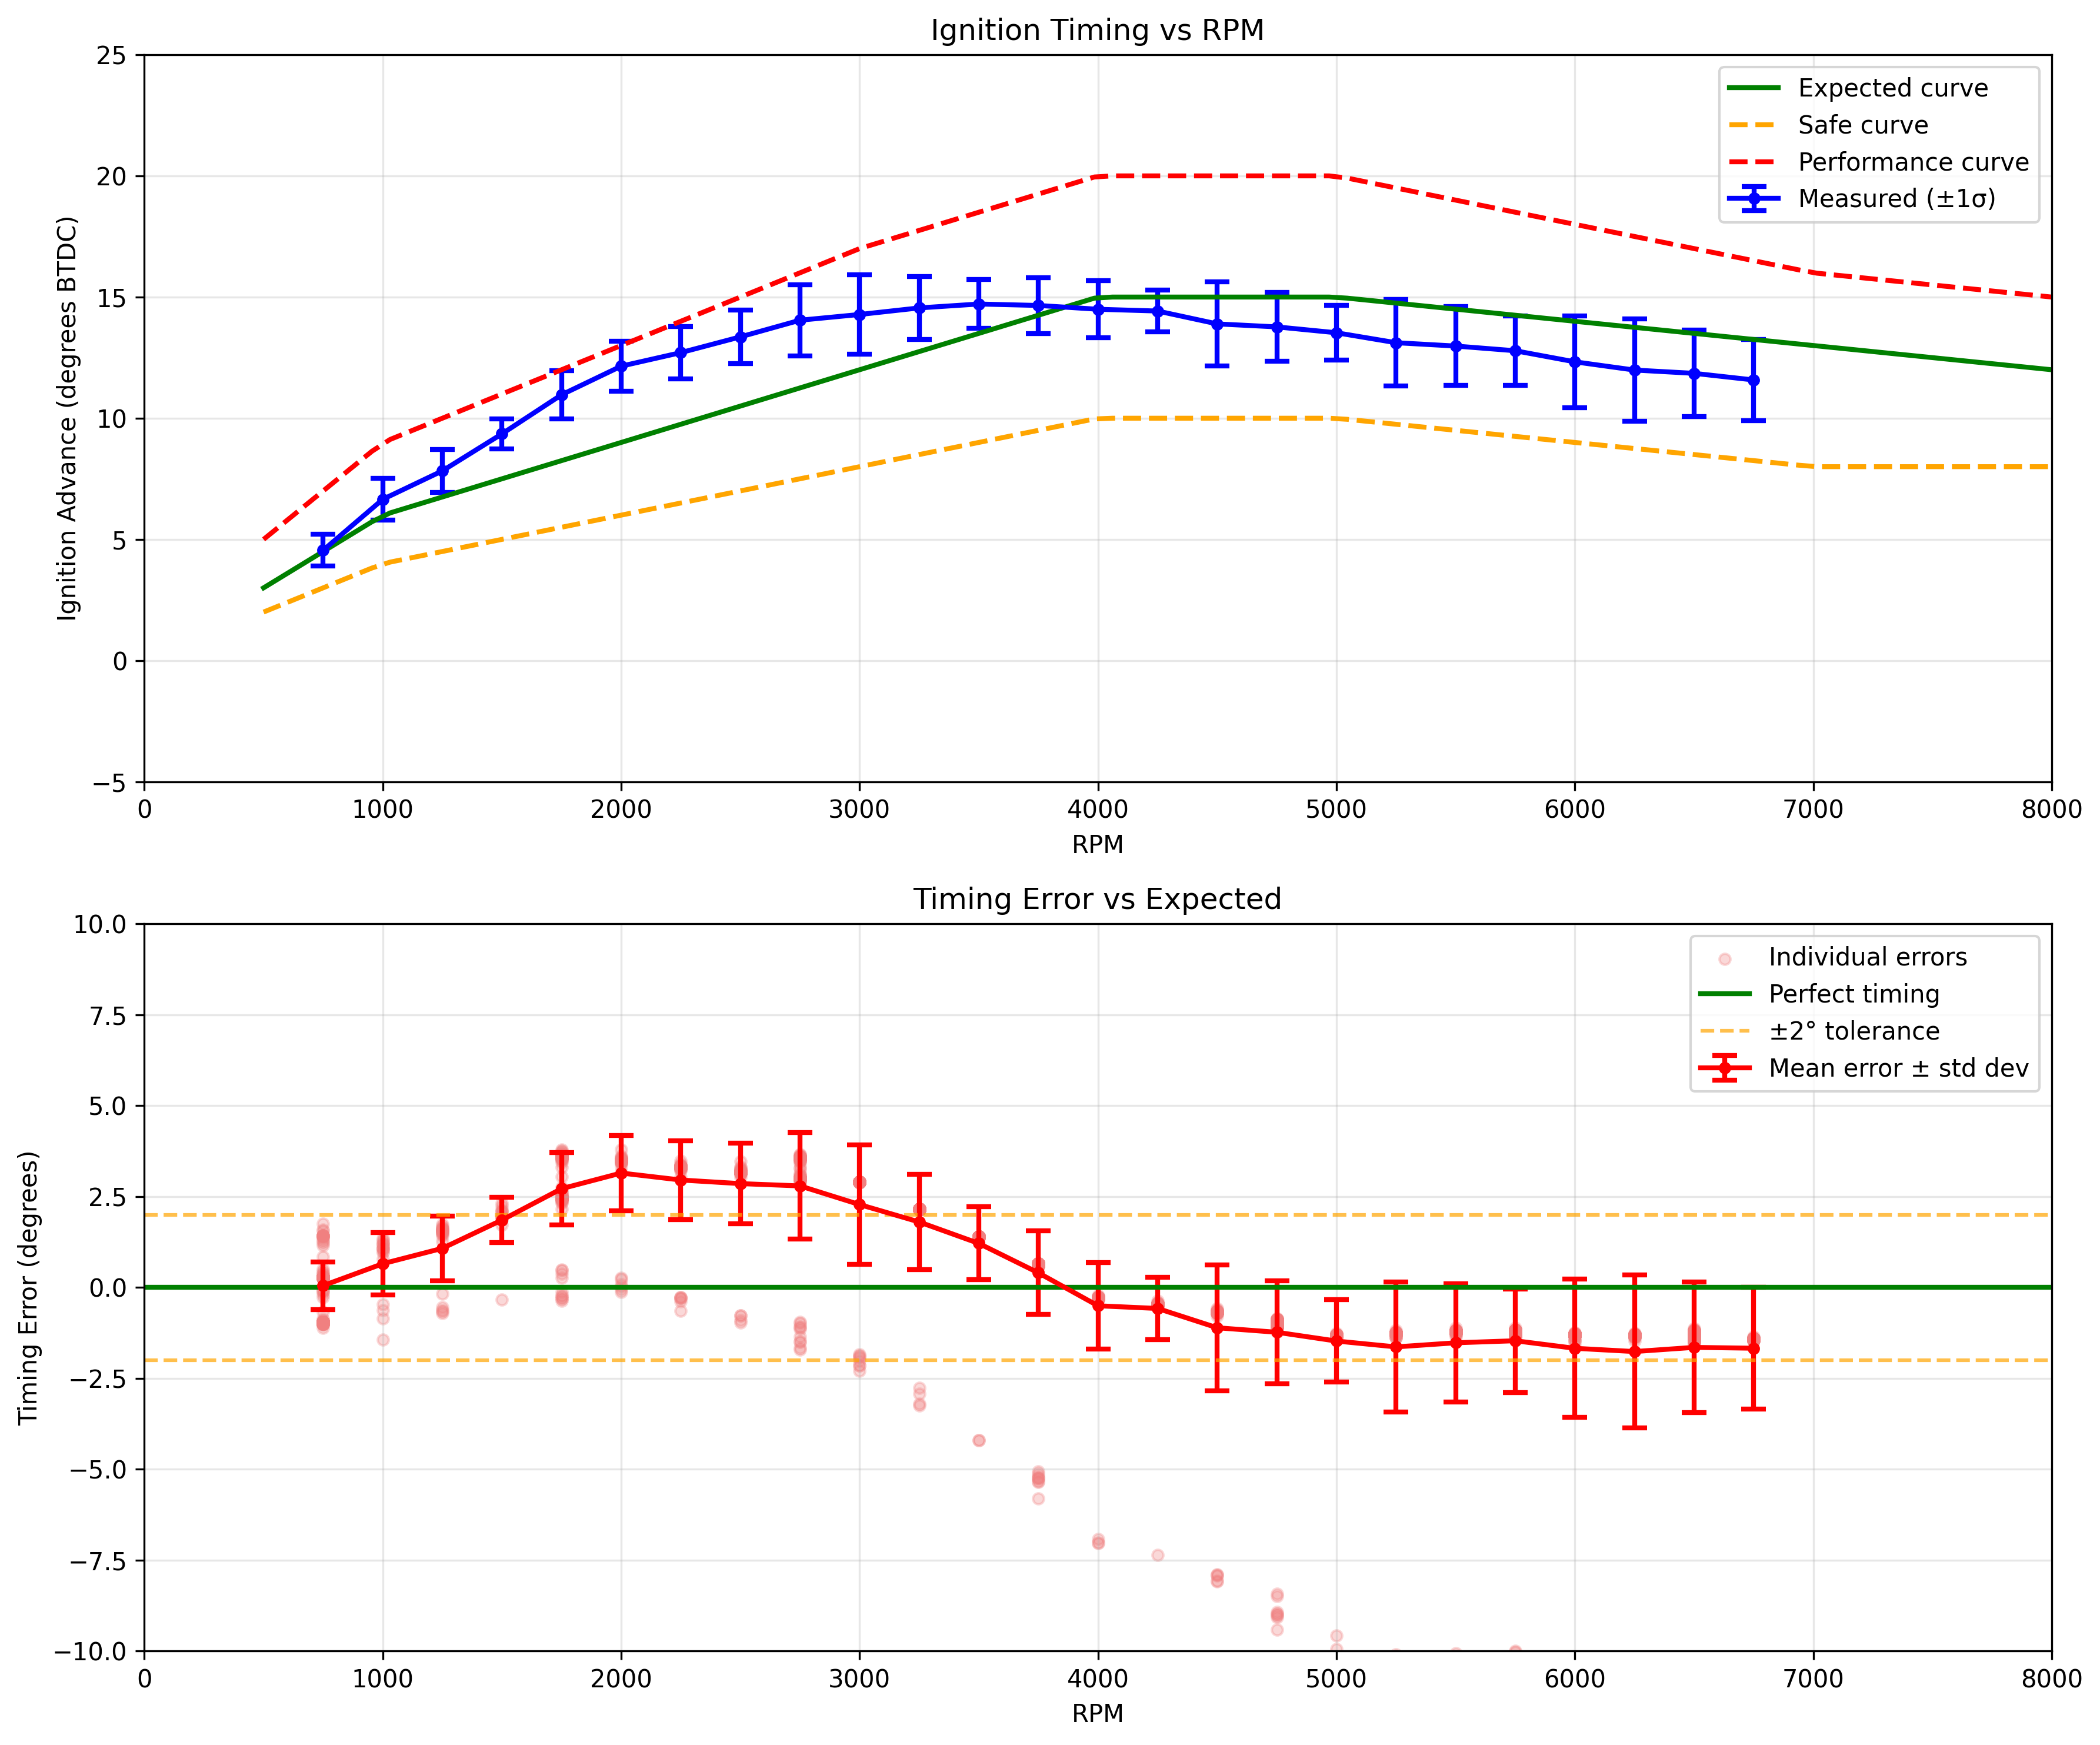 Ignition Timing vs RPM
Ignition Advance (degrees BTDC)
25
20
15
10
5
0
−5
Expected curve
Safe curve
Performance curve
Measured (±1σ)
0 1000 2000 3000 4000 5000 6000 7000 8000
RPM
Timing Error vs Expected
Timing Error (degrees)
10.0
7.5
5.0
2.5
0.0
−2.5
−5.0
−7.5
−10.0
Individual errors
Perfect timing
±2° tolerance
Mean error ± std dev
0 1000 2000 3000 4000 5000 6000 7000 8000
RPM